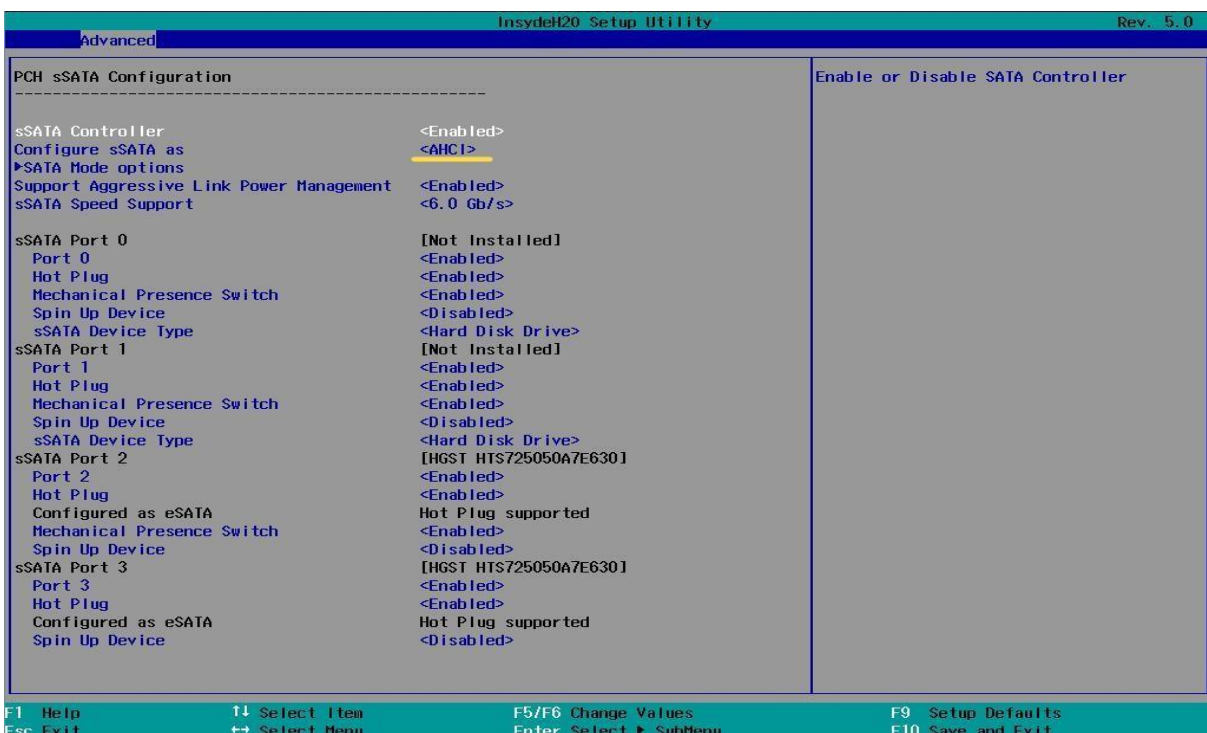 InsydeH20 Setup Utility Rev. 5.0
Advanced
PCH sSATA Configuration Enable or Disable SATA Controller
--------------------------------------------------
sSATA Controller <Enabled>
Configure sSATA as <AHCI>
▶SATA Mode options
Support Aggressive Link Power Management <Enabled>
sSATA Speed Support <6.0 Gb/s>
sSATA Port 0 [Not Installed]
Port 0 <Enabled>
Hot Plug <Enabled>
Mechanical Presence Switch <Enabled>
Spin Up Device <Disabled>
sSATA Device Type <Hard Disk Drive>
sSATA Port 1 [Not Installed]
Port 1 <Enabled>
Hot Plug <Enabled>
Mechanical Presence Switch <Enabled>
Spin Up Device <Disabled>
sSATA Device Type <Hard Disk Drive>
sSATA Port 2 [HGST HTS725050A7E630]
Port 2 <Enabled>
Hot Plug <Enabled>
Configured as eSATA Hot Plug supported
Mechanical Presence Switch <Enabled>
Spin Up Device <Disabled>
sSATA Port 3 [HGST HTS725050A7E630]
Port 3 <Enabled>
Hot Plug <Enabled>
Configured as eSATA Hot Plug supported
Spin Up Device <Disabled>
F1 Help ↑↓ Select Item F5/F6 Change Values F9 Setup Defaults
Esc Exit ↔ Select Menu Enter Select ▶ SubMenu F10 Save and Exit